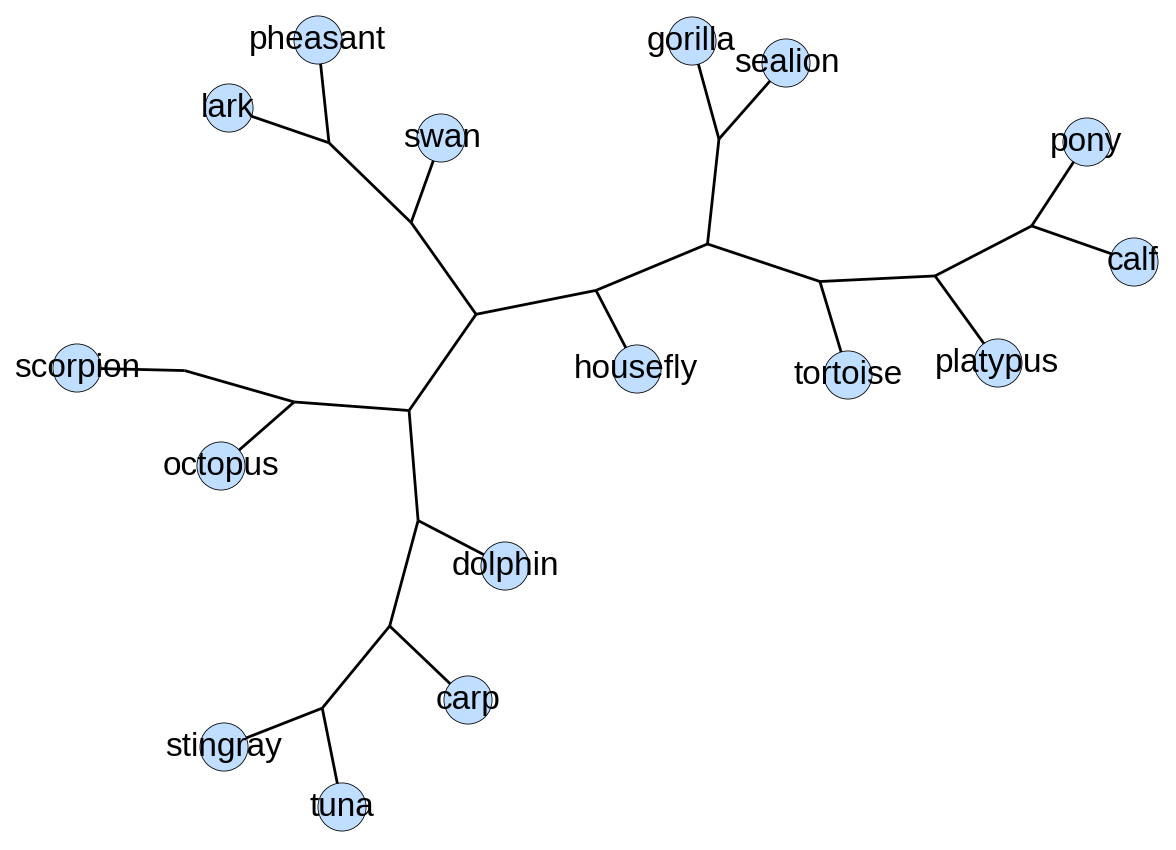 pheasant
gorilla
sealion
lark
swan
pony
calf
scorpion
housefly
tortoise
platypus
octopus
dolphin
carp
stingray
tuna